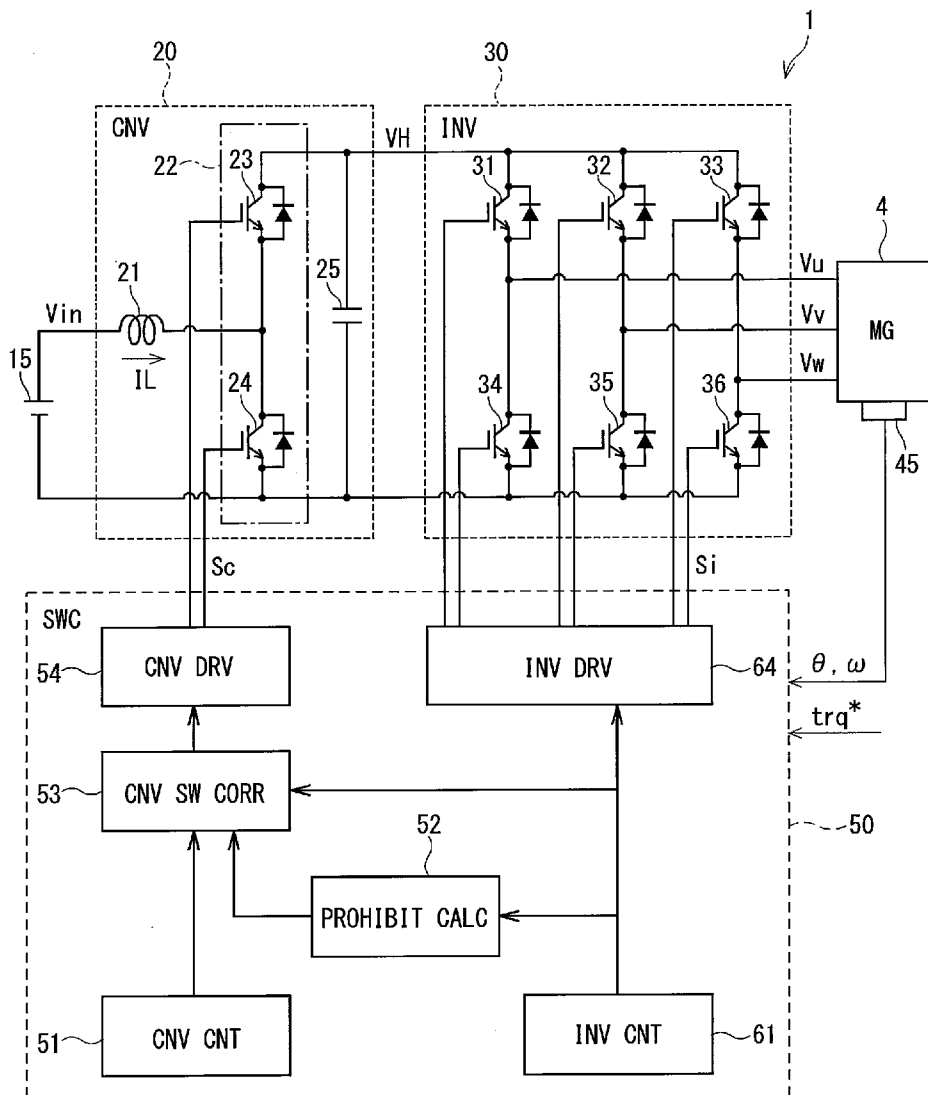 1
20
30
CNV
INV
VH
22
23
31
32
33
4
25
21
Vu
Vin
Vv
MG
15
IL
Vw
24
34
35
36
45
Sc
Si
SWC
54
CNV DRV
INV DRV
64
θ, ω
trq*
53
CNV SW CORR
52
50
PROHIBIT CALC
51
CNV CNT
INV CNT
61